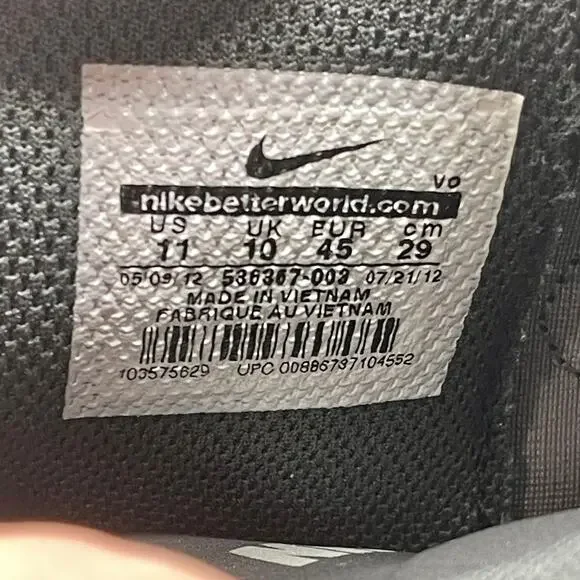 VO
nikebetterworld.com
US UK EUR cm
11 10 45 29
05/09/12 536367-003 07/21/12
MADE IN VIETNAM
FABRIQUE AU VIETNAM
103575629 UPC 00886737104552